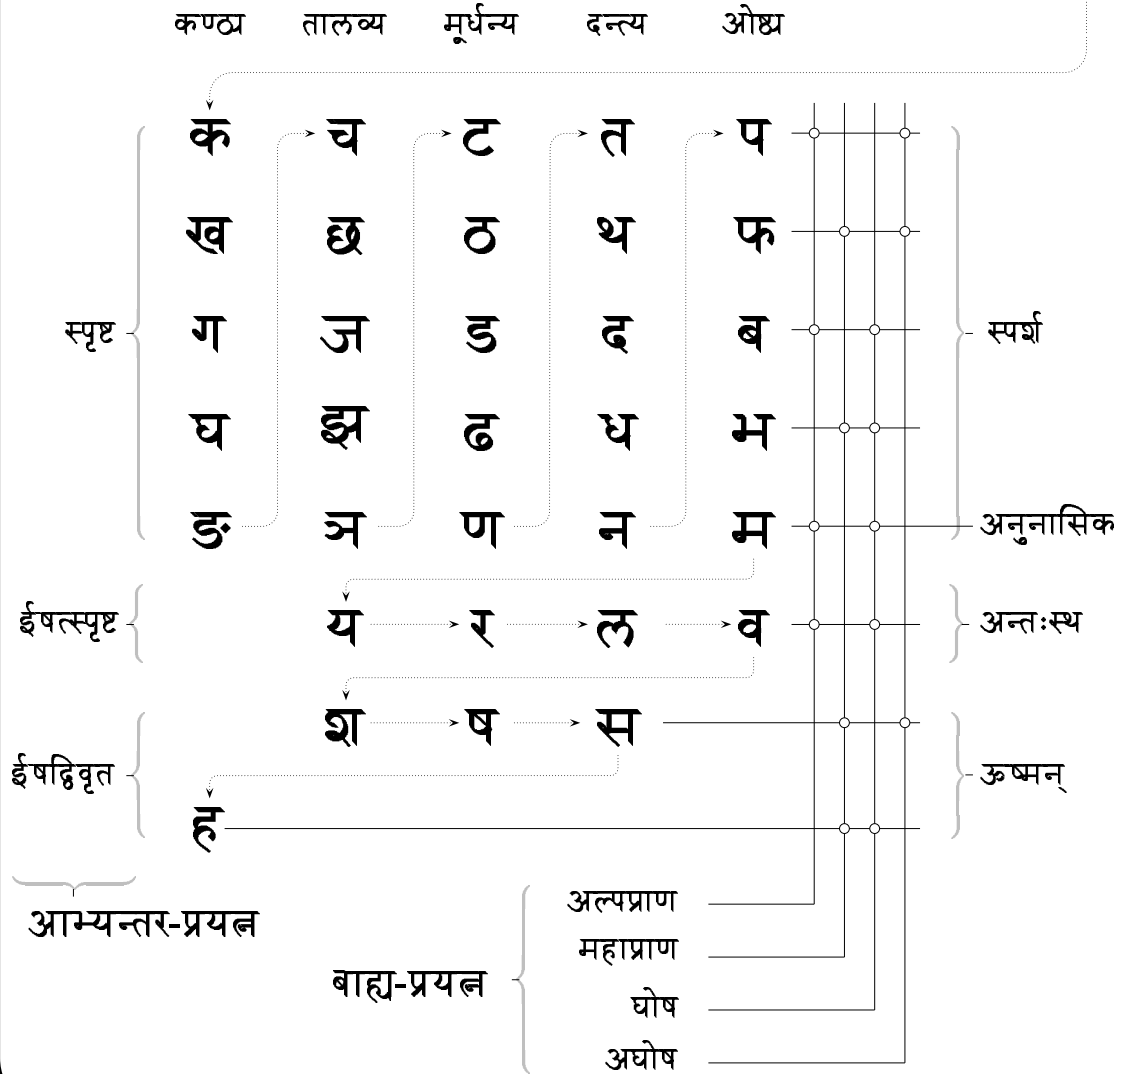 कण्ठ्य तालव्य मूर्धन्य दन्त्य ओष्ठ्य
क च ट त प
ख छ ठ थ फ
स्पृष्ट ग ज ड द ब स्पर्श
घ झ ढ ध भ
ङ ञ ण न म अनुनासिक
ईषत्स्पृष्ट य र ल व अन्तःस्थ
श ष स
ईषद्विवृत ऊष्मन्
ह
अल्पप्राण
आभ्यन्तर-प्रयत्न
महाप्राण
बाह्य-प्रयत्न
घोष
अघोष